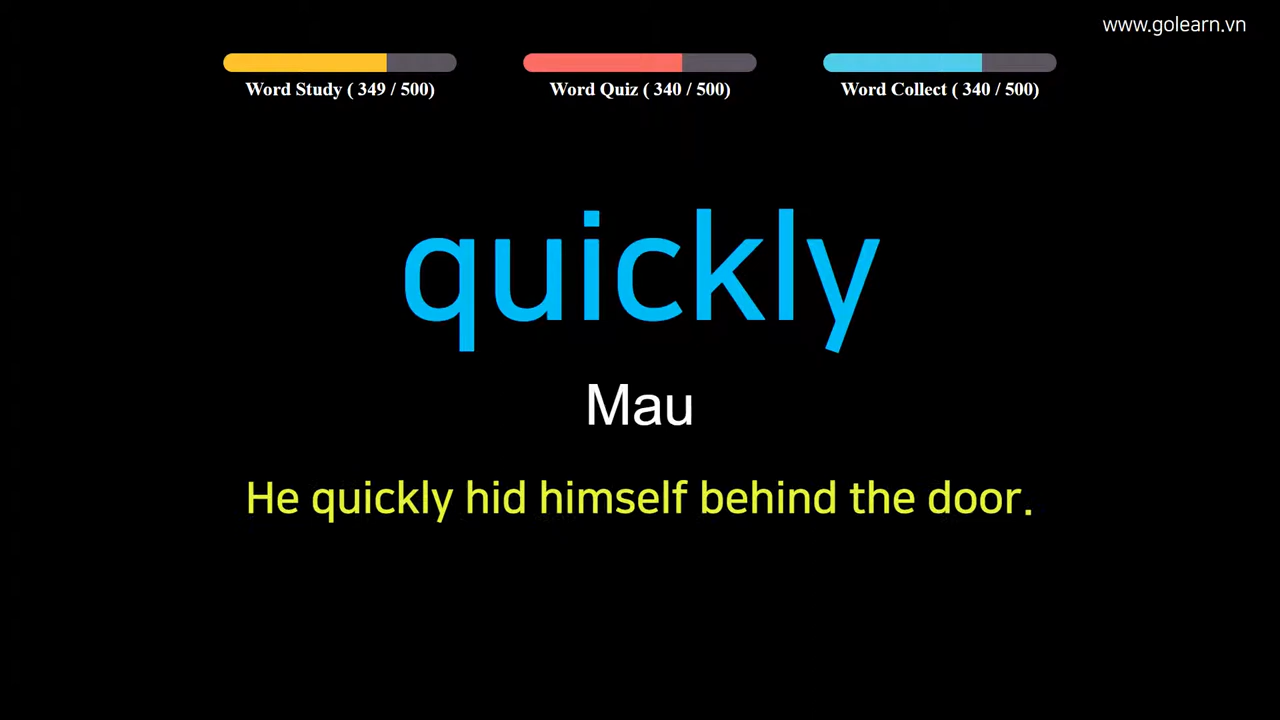 www.golearn.vn
Word Study ( 349 / 500)
Word Quiz ( 340 / 500)
Word Collect ( 340 / 500)
quickly
Mau
He quickly hid himself behind the door.